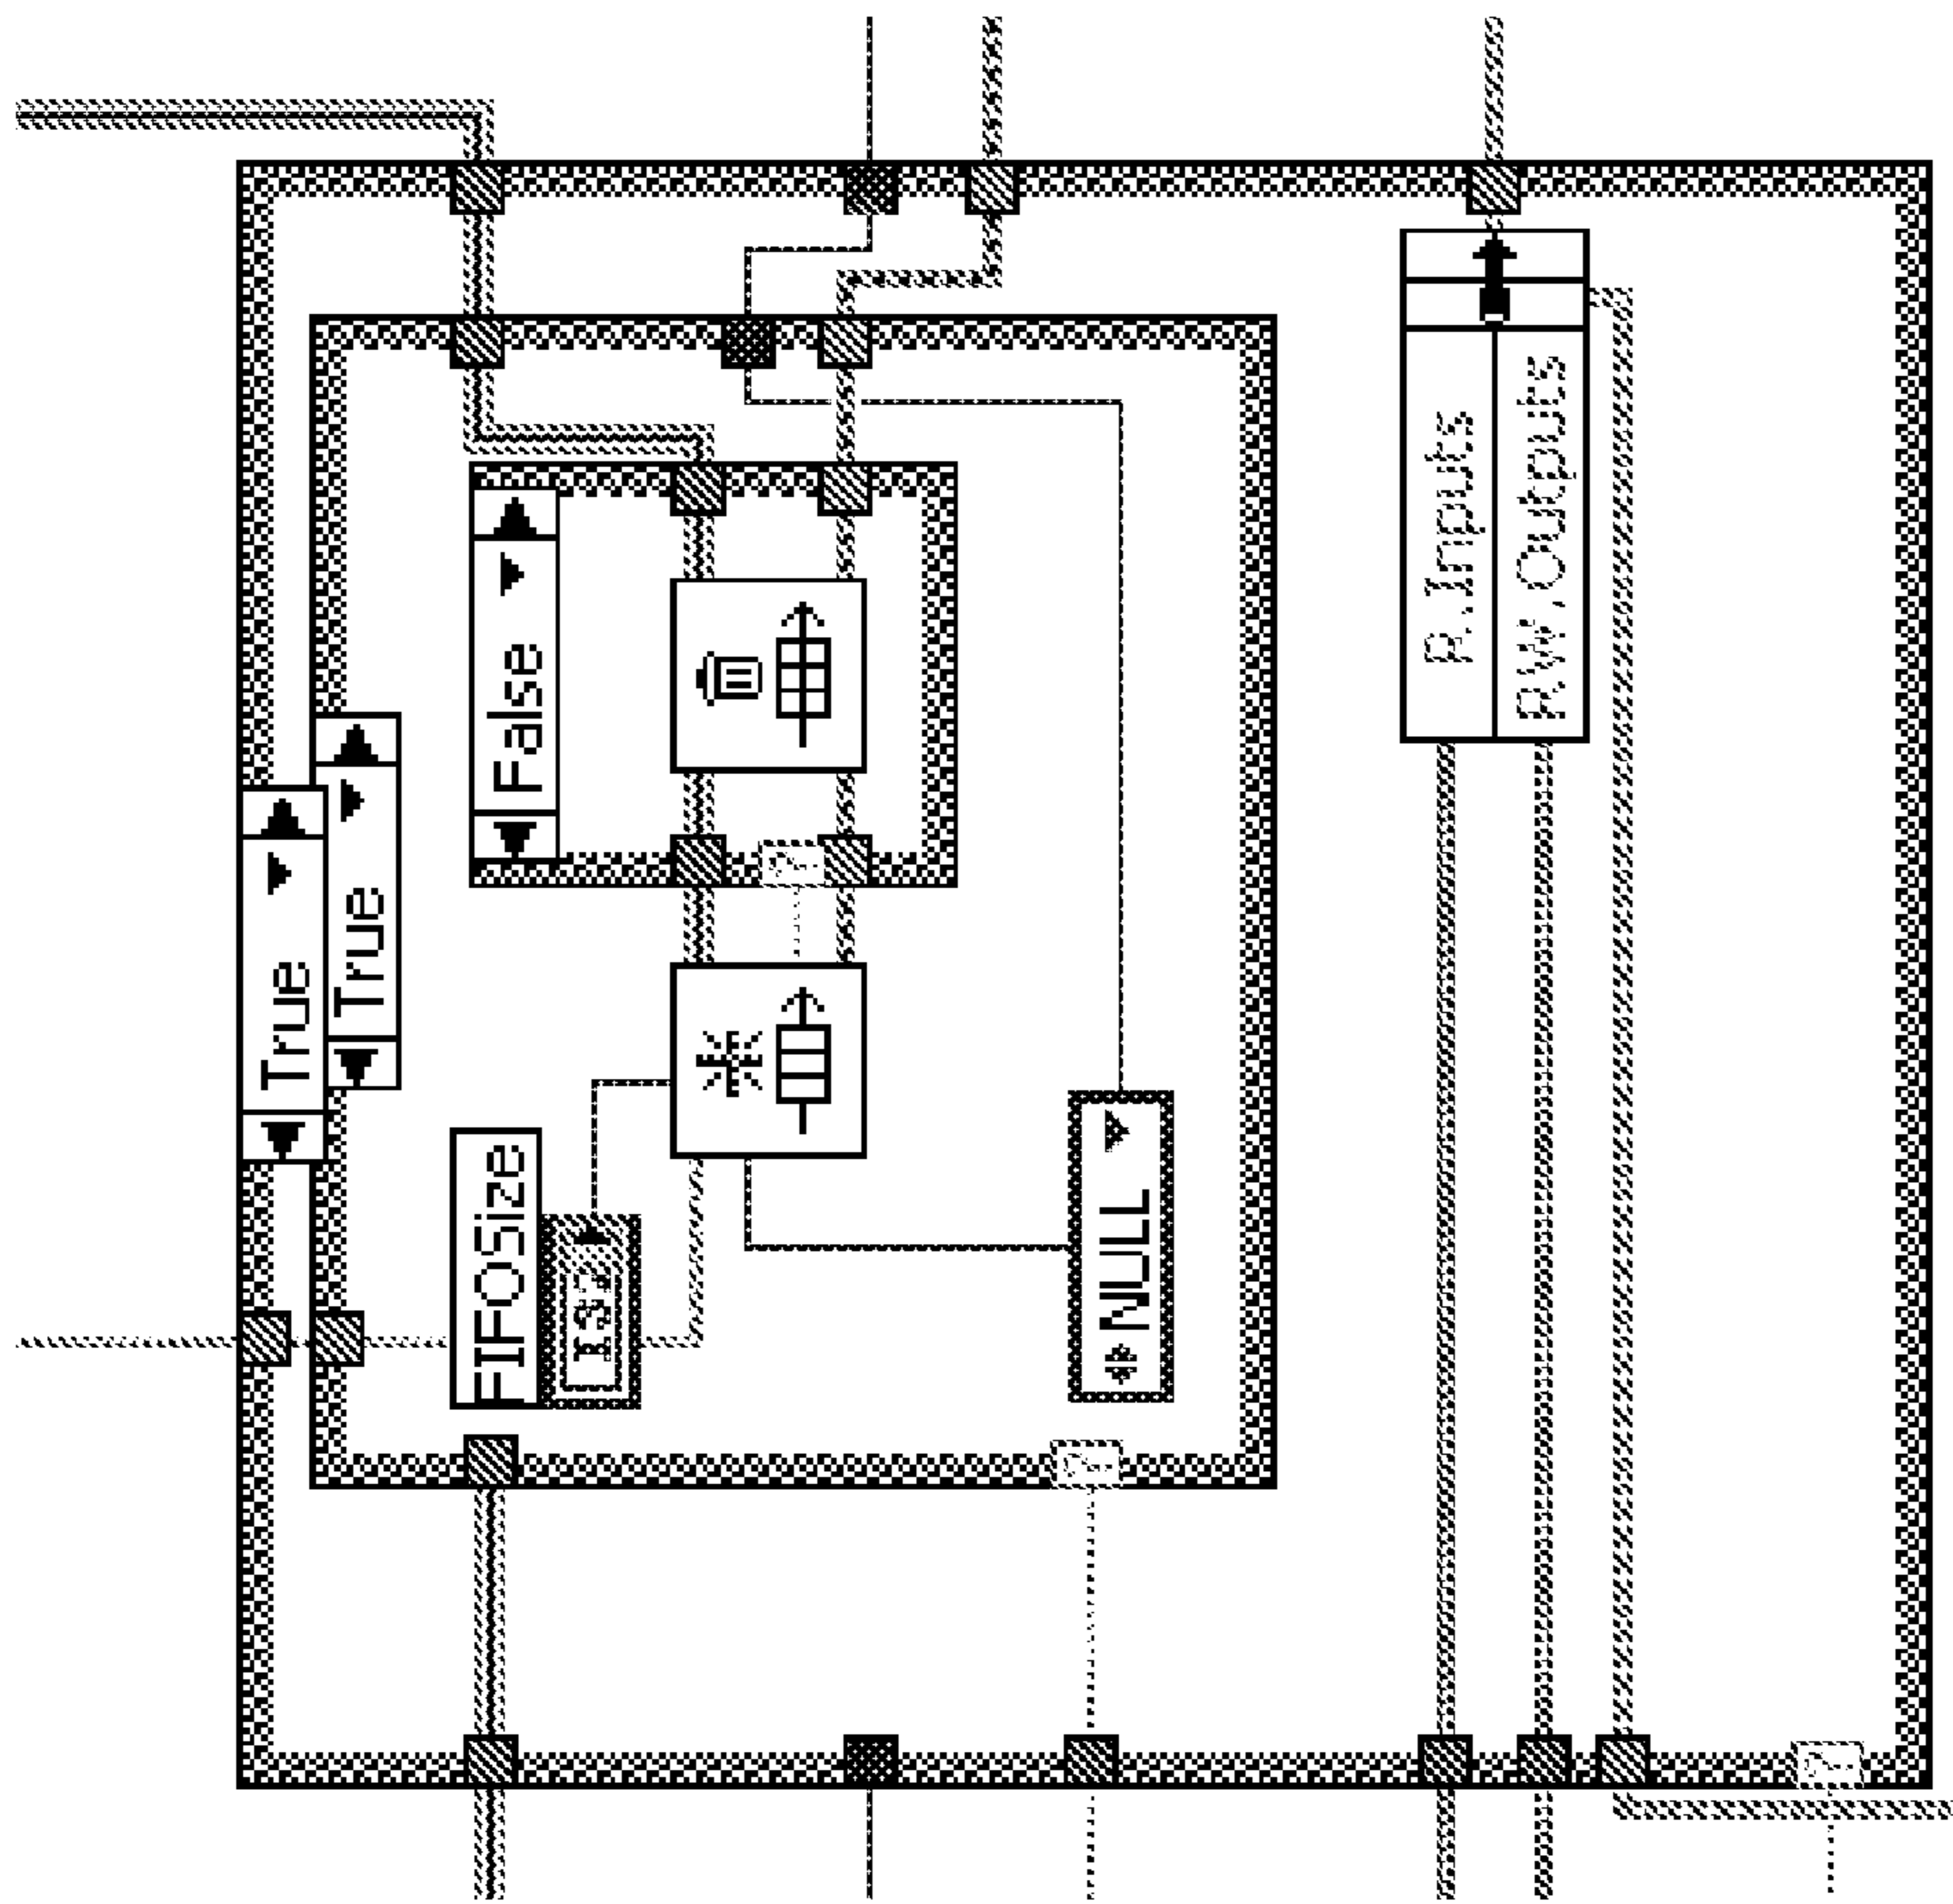 True
True
False
FIFOSize
I32
* NULL
R.Inputs
RW.Outputs
?
?
?